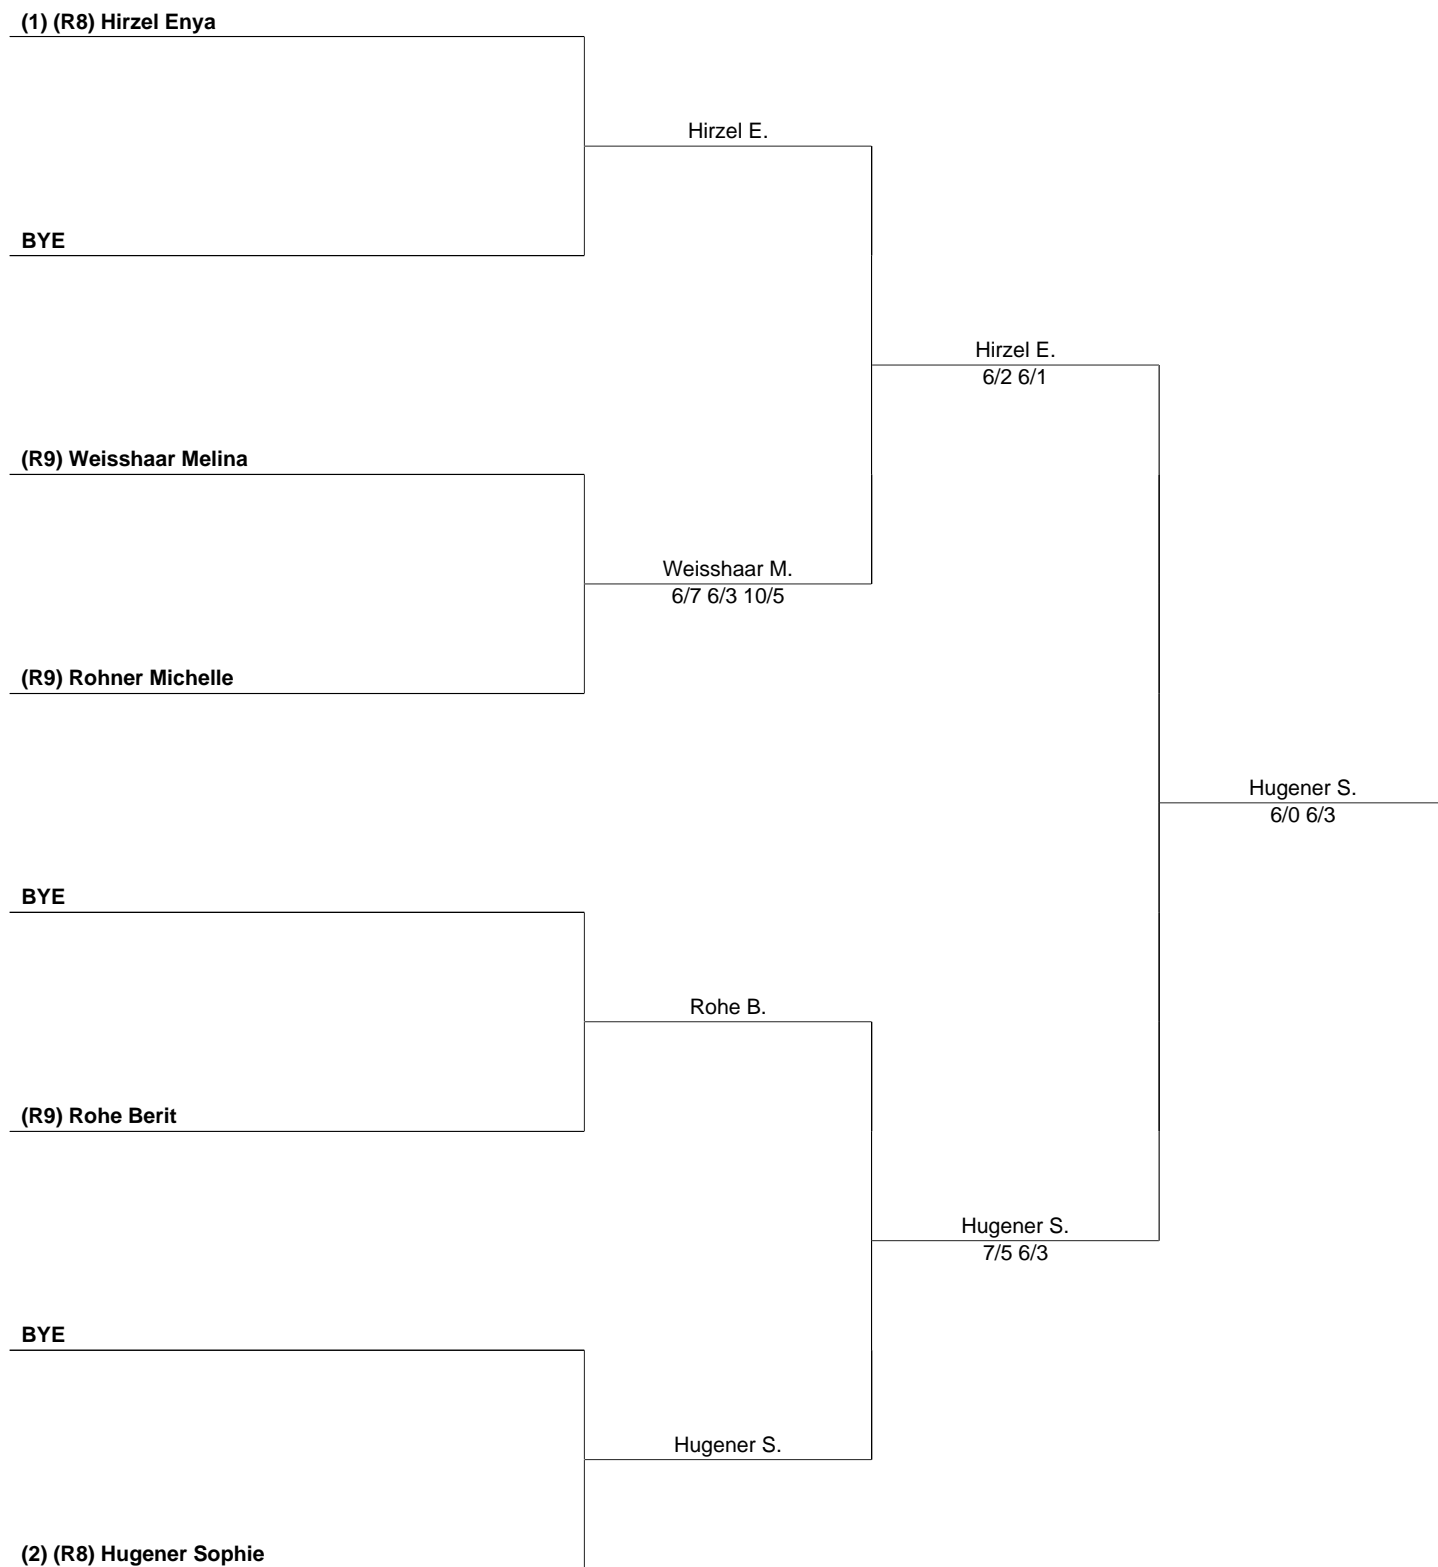 (1) (R8) Hirzel Enya
Hirzel E.
BYE
Hirzel E.
6/2 6/1
(R9) Weisshaar Melina
Weisshaar M.
6/7 6/3 10/5
(R9) Rohner Michelle
Hugener S.
6/0 6/3
BYE
Rohe B.
(R9) Rohe Berit
Hugener S.
7/5 6/3
BYE
Hugener S.
(2) (R8) Hugener Sophie